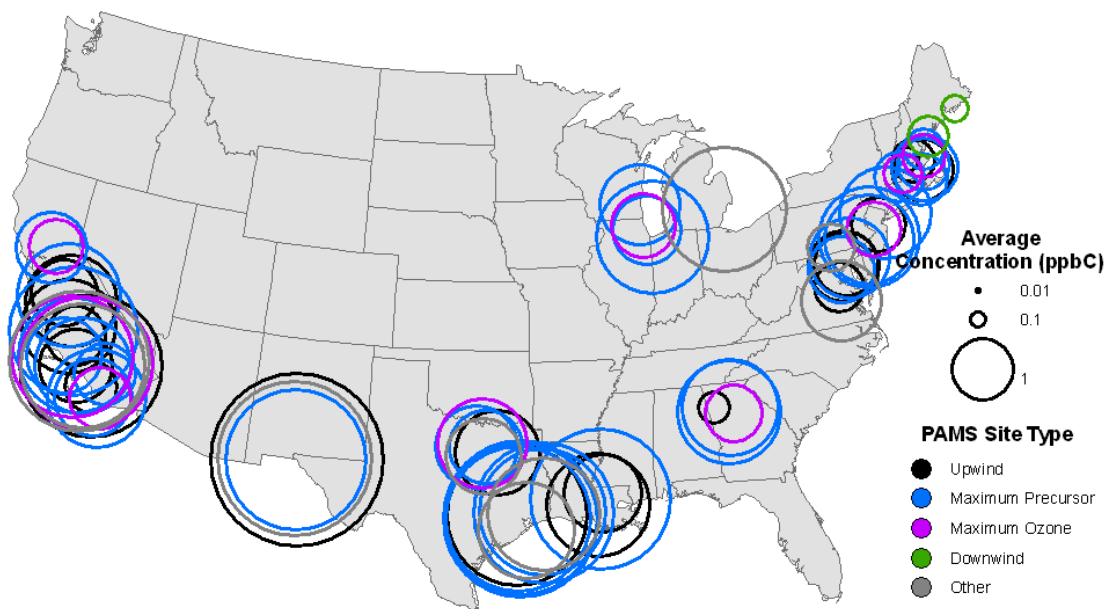 Average
Concentration (ppbC)
0.01
0.1
1
PAMS Site Type
Upwind
Maximum Precursor
Maximum Ozone
Downwind
Other